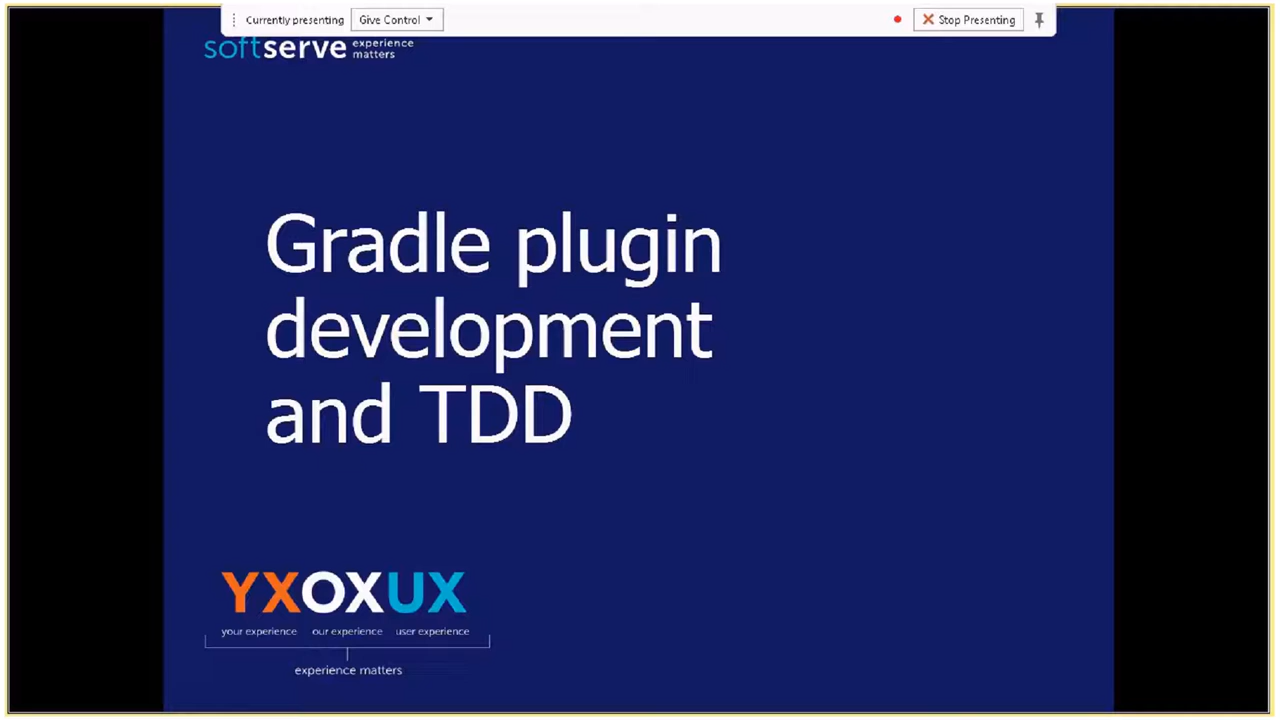 Currently presenting Give Control Stop Presenting
softserve experience matters
Gradle plugin
development
and TDD
YXOXUX
your experience our experience user experience
experience matters